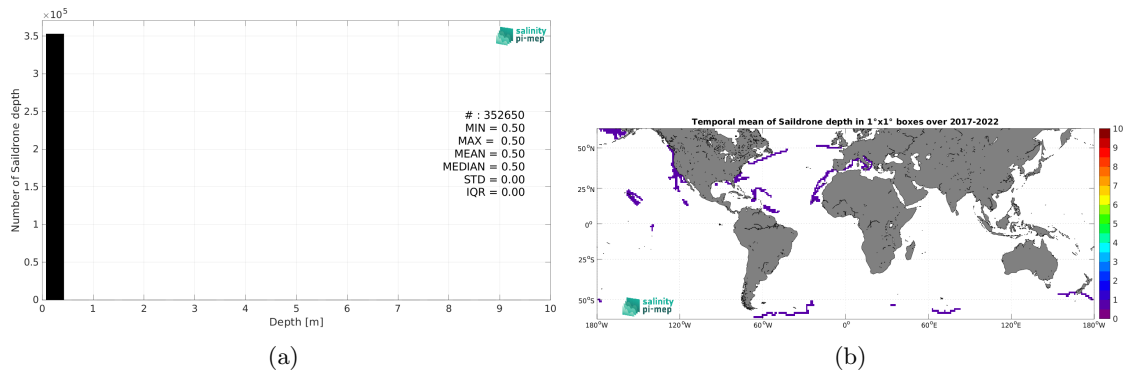 ×10⁵
3.5
3
2.5
2
1.5
1
0.5
0
Number of Saildrone depth
salinity
pi-mep
# : 352650
MIN = 0.50
MAX = 0.50
MEAN = 0.50
MEDIAN = 0.50
STD = 0.00
IQR = 0.00
0 1 2 3 4 5 6 7 8 9 10
Depth [m]
(a)
Temporal mean of Saildrone depth in 1°x1° boxes over 2017-2022
50°N
25°N
0°
25°S
50°S
salinity
pi-mep
180°W 120°W 60°W 0° 60°E 120°E 180°E
10
9
8
7
6
5
4
3
2
1
0
(b)